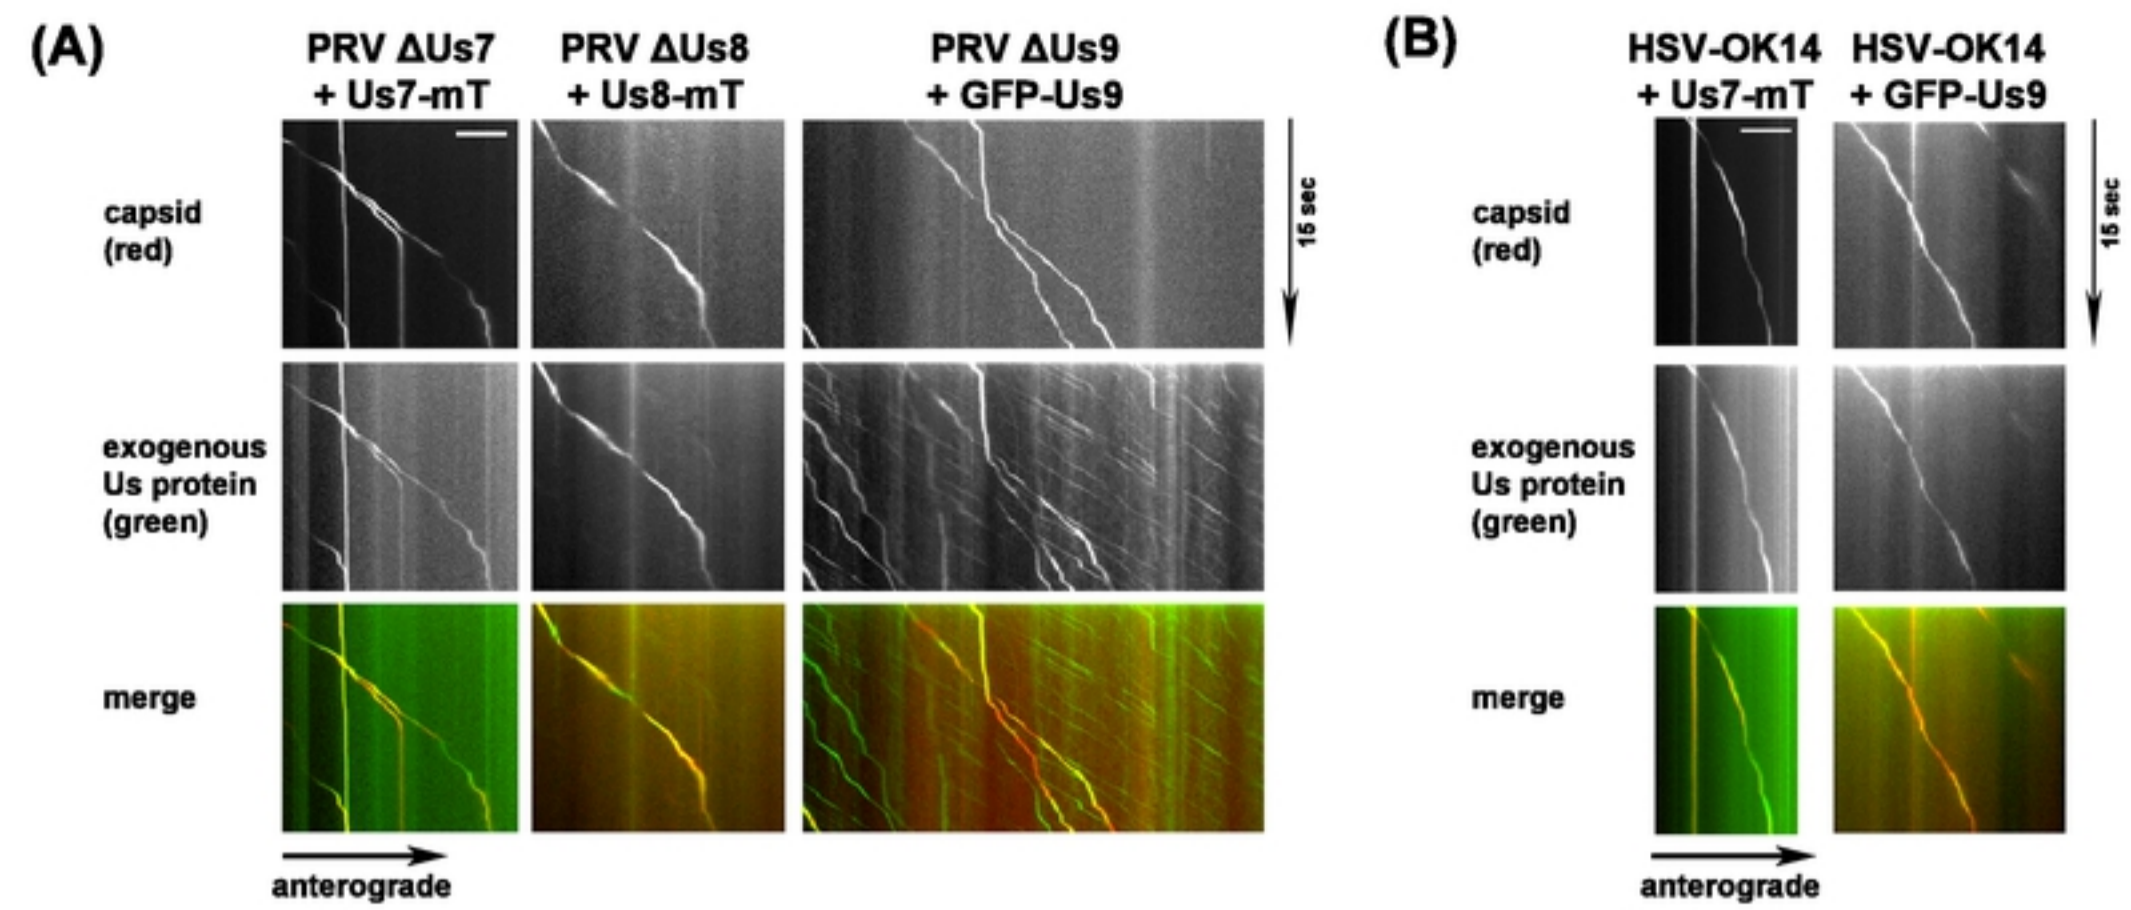 (A)
PRV ΔUs7
+ Us7-mT
PRV ΔUs8
+ Us8-mT
PRV ΔUs9
+ GFP-Us9
capsid
(red)
15 sec
exogenous
Us protein
(green)
merge
anterograde
(B)
HSV-OK14
+ Us7-mT
HSV-OK14
+ GFP-Us9
capsid
(red)
15 sec
exogenous
Us protein
(green)
merge
anterograde